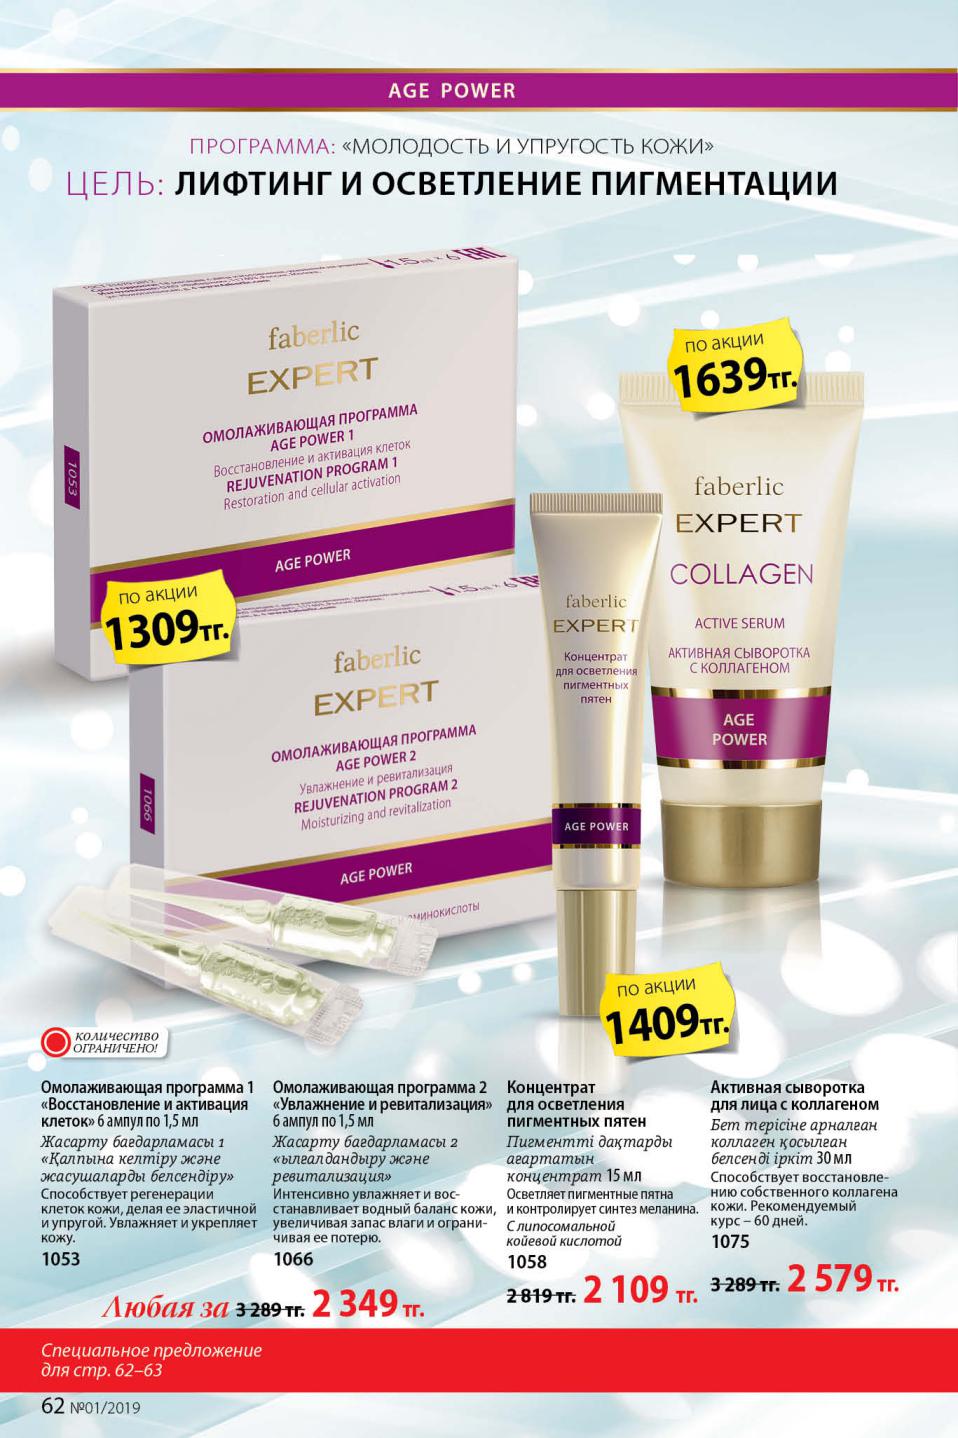 AGE POWER
ПРОГРАММА: «МОЛОДОСТЬ И УПРУГОСТЬ КОЖИ»
ЦЕЛЬ: ЛИФТИНГ И ОСВЕТЛЕНИЕ ПИГМЕНТАЦИИ
1.5 ml x 6 EAC
faberlic
EXPERT
ОМОЛАЖИВАЮЩАЯ ПРОГРАММА
AGE POWER 1
Восстановление и активация клеток
REJUVENATION PROGRAM 1
Restoration and cellular activation
1053
AGE POWER
по акции
1309тг.
1.5 ml x 6
faberlic
EXPERT
ОМОЛАЖИВАЮЩАЯ ПРОГРАММА
AGE POWER 2
Увлажнение и ревитализация
REJUVENATION PROGRAM 2
Moisturizing and revitalization
1066
AGE POWER
аминокислоты
faberlic
EXPERT
Концентрат
для осветления
пигментных
пятен
AGE POWER
по акции
1409тг.
по акции
1639тг.
faberlic
EXPERT
COLLAGEN
ACTIVE SERUM
АКТИВНАЯ СЫВОРОТКА
С КОЛЛАГЕНОМ
AGE
POWER
количество
ОГРАНИЧЕНО!
Омолаживающая программа 1
«Восстановление и активация
клеток» 6 ампул по 1,5 мл
Жасарту бағдарламасы 1
«Қалпына келтіру және
жасушаларды белсендіру»
Способствует регенерации
клеток кожи, делая ее эластичной
и упругой. Увлажняет и укрепляет
кожу.
1053
Омолаживающая программа 2
«Увлажнение и ревитализация»
6 ампул по 1,5 мл
Жасарту бағдарламасы 2
«ылғалдандыру және
ревитализация»
Интенсивно увлажняет и вос-
станавливает водный баланс кожи,
увеличивая запас влаги и ограни-
чивая ее потерю.
1066
Любая за 3 289 тг. 2 349 тг.
Концентрат
для осветления
пигментных пятен
Пигментті дақтарды
ағартатын
концентрат 15 мл
Осветляет пигментные пятна
и контролирует синтез меланина.
С липосомальной
койевой кислотой
1058
2 819 тг. 2 109 тг.
Активная сыворотка
для лица с коллагеном
Бет терісіне арналған
коллаген қосылған
белсенді іркіт 30 мл
Способствует восстановле-
нию собственного коллагена
кожи. Рекомендуемый
курс – 60 дней.
1075
3 289 тг. 2 579 тг.
Специальное предложение
для стр. 62–63
62 №01/2019